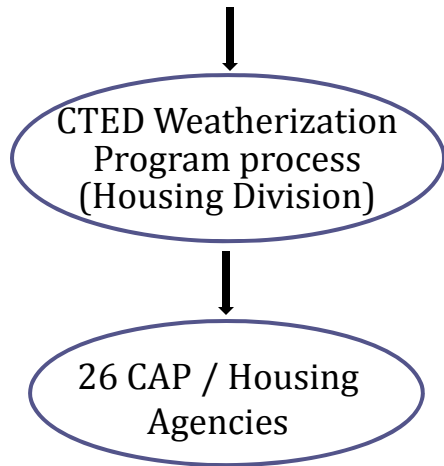 CTED Weatherization
Program process
(Housing Division)
26 CAP / Housing
Agencies